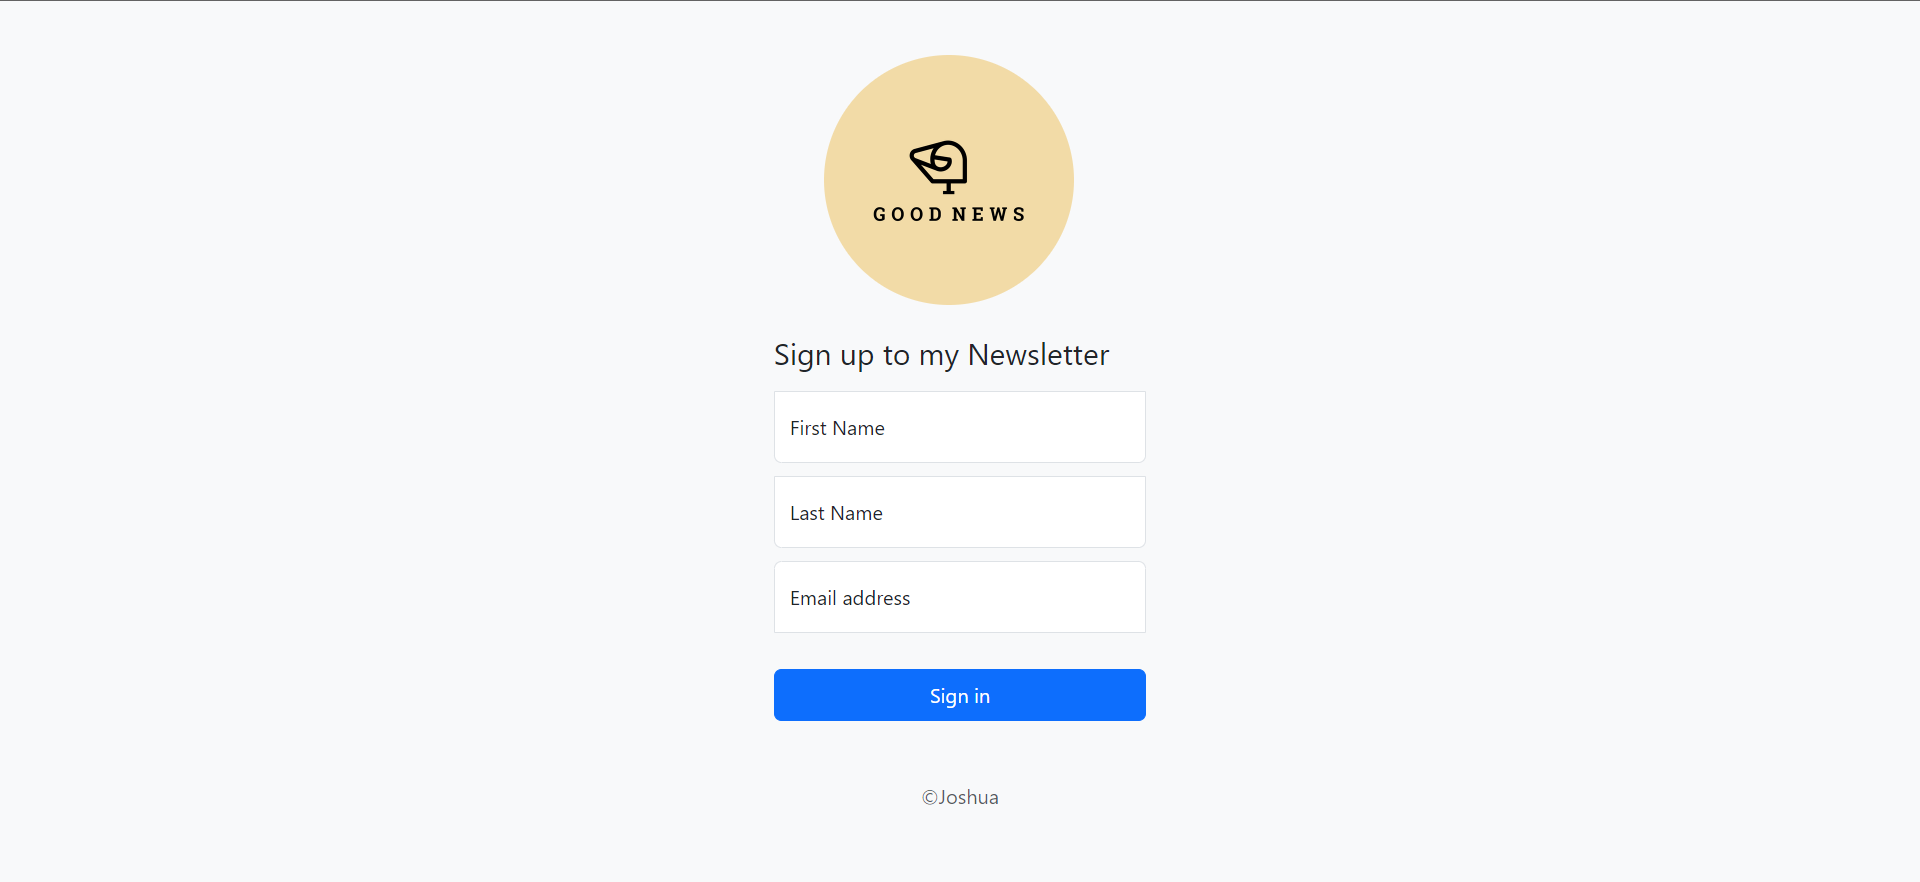 GOOD NEWS
Sign up to my Newsletter
First Name
Last Name
Email address
Sign in
©Joshua